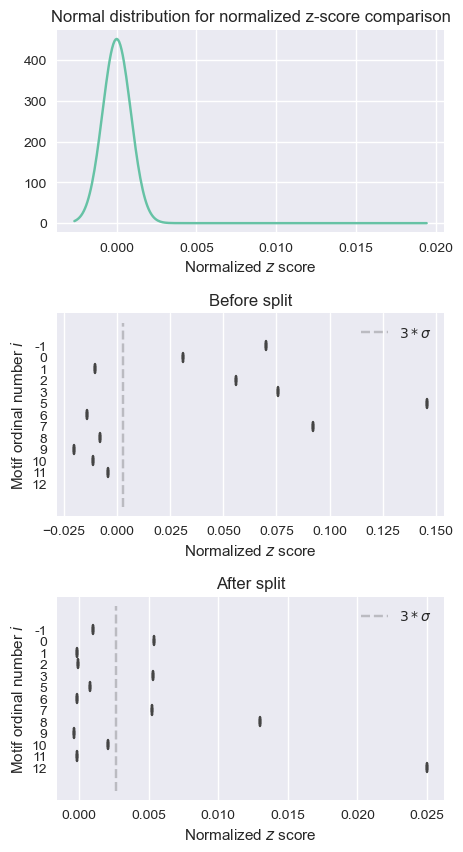 Normal distribution for normalized z-score comparison
400
300
200
100
0
0.000 0.005 0.010 0.015 0.020
Normalized z score
Before split
Motif ordinal number i
-1
0
1
2
3
5
6
7
8
9
10
11
12
3 * σ
−0.025 0.000 0.025 0.050 0.075 0.100 0.125 0.150
Normalized z score
After split
Motif ordinal number i
-1
0
1
2
3
5
6
7
8
9
10
11
12
3 * σ
0.000 0.005 0.010 0.015 0.020 0.025
Normalized z score